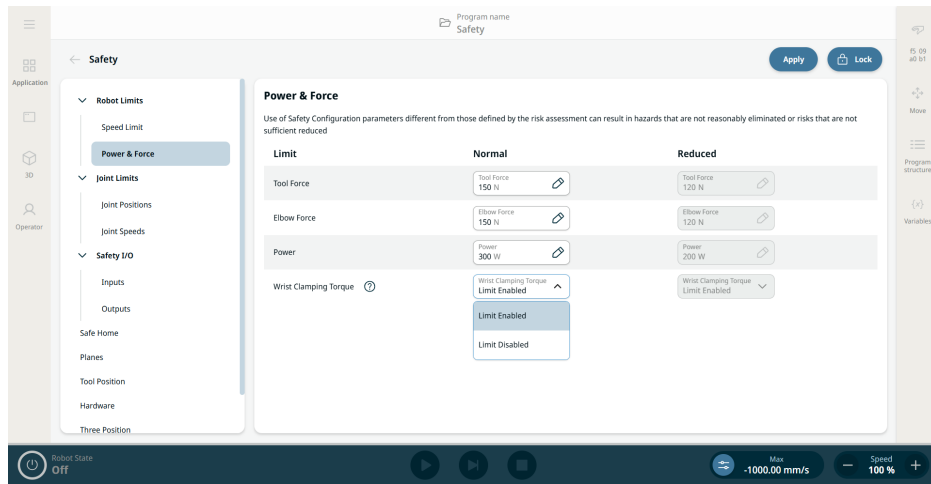 Program name
Safety
Application
3D
Operator
Safety
Apply
Lock
Robot Limits
Speed Limit
Power & Force
Joint Limits
Joint Positions
Joint Speeds
Safety I/O
Inputs
Outputs
Safe Home
Planes
Tool Position
Hardware
Three Position
Power & Force
Use of Safety Configuration parameters different from those defined by the risk assessment can result in hazards that are not reasonably eliminated or risks that are not
sufficient reduced
Limit Normal Reduced
Tool Force
Tool Force
150 N
Tool Force
120 N
Elbow Force
Elbow Force
150 N
Elbow Force
120 N
Power
Power
300 W
Power
200 W
Wrist Clamping Torque
Wrist Clamping Torque
Limit Enabled
Wrist Clamping Torque
Limit Enabled
Limit Enabled
Limit Disabled
f5 09
a0 b1
Move
Program
structure
{x}
Variables
Robot State
Off
Max
-1000.00 mm/s
Speed
100 %